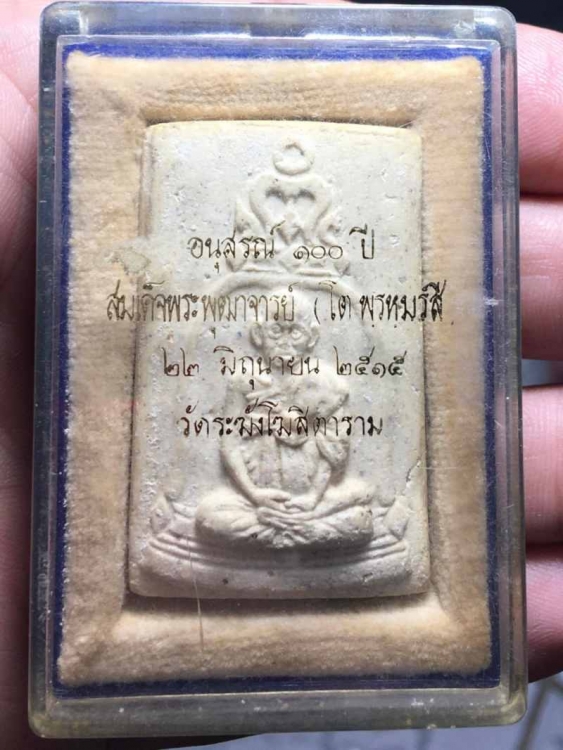 อนุสรณ์ ๑๐๐ ปี
สมเด็จพระพุฒาจารย์ (โต พฺรหฺมรํสี)
๒๒ มิถุนายน ๒๕๑๕
วัดระฆังโฆสิตาราม